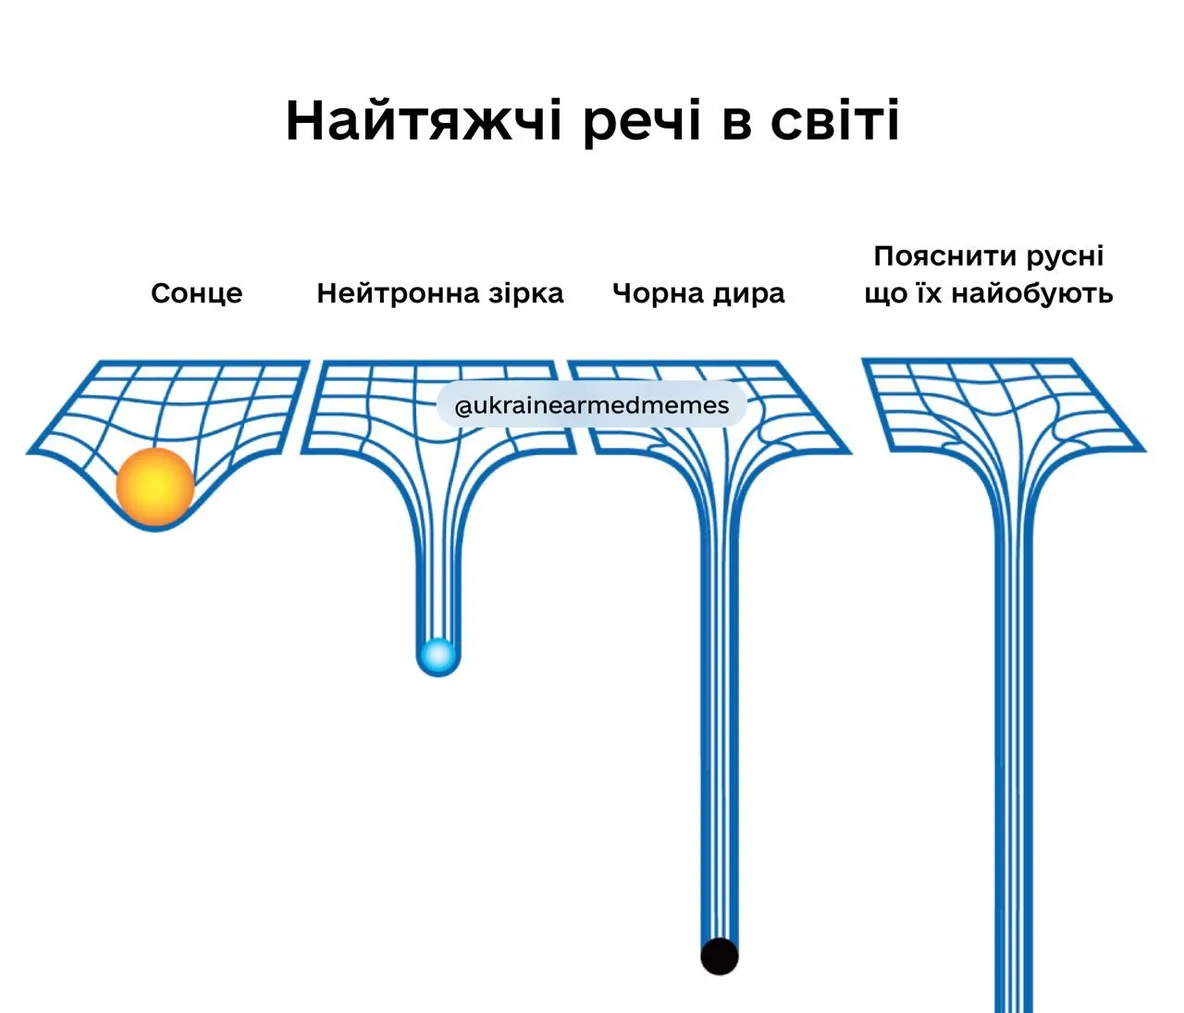 Найтяжчі речі в світі
Сонце
Нейтронна зірка
Чорна дира
Пояснити русні
що їх найобують
@ukrainearmedmemes